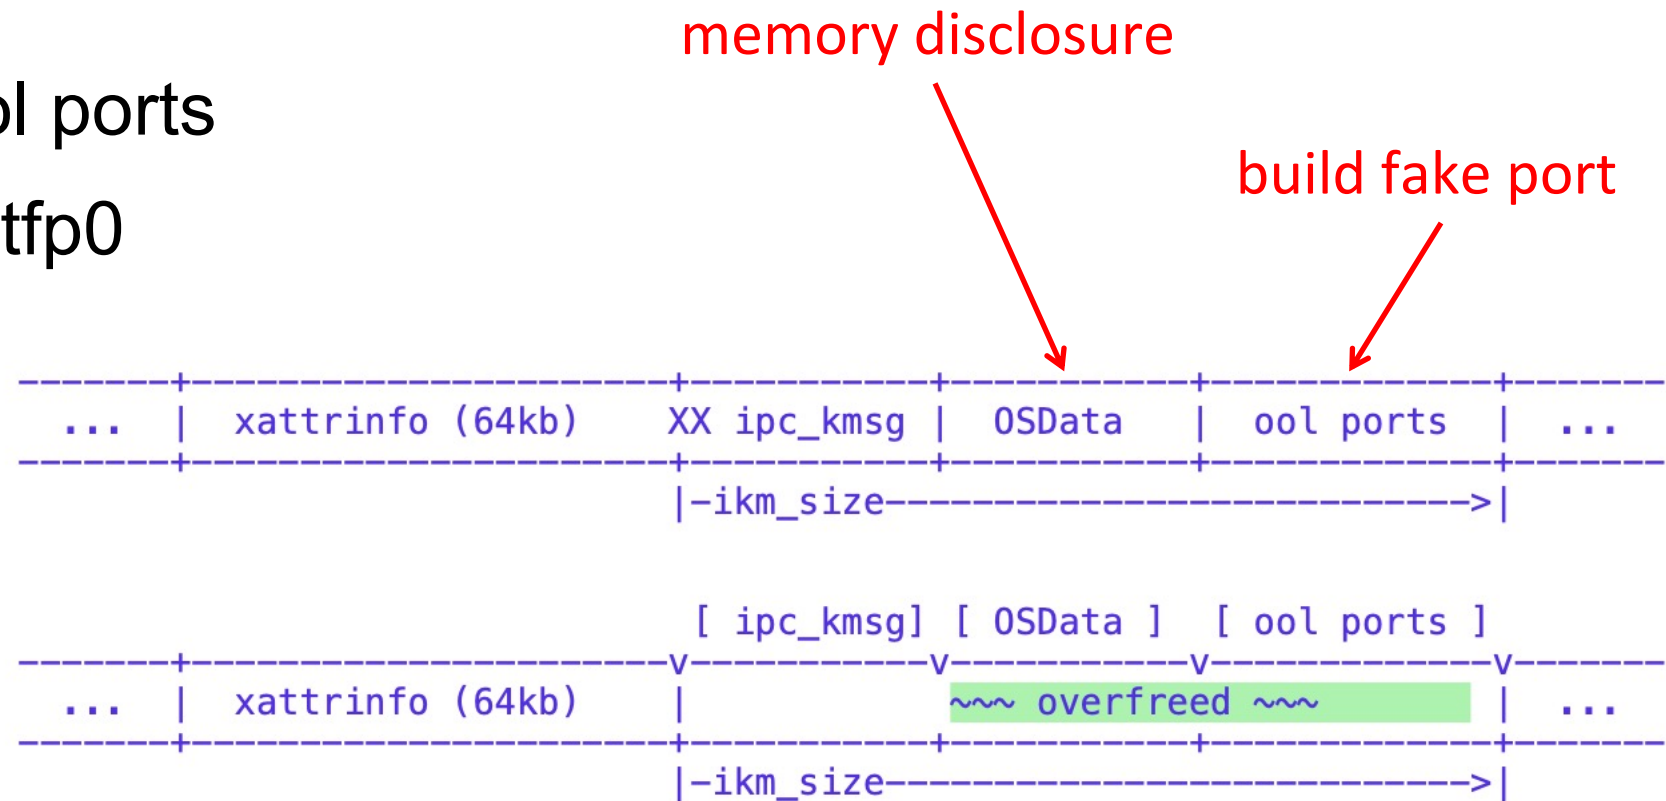 memory disclosure
ol ports
build fake port
tfp0
-------+---------------------+-----------+-----------+-------------+-------
... | xattrinfo (64kb) XX ipc_kmsg | OSData | ool ports | ...
-------+---------------------+-----------+-----------+-------------+-------
|-ikm_size-------------------------->|
[ ipc_kmsg] [ OSData ] [ ool ports ]
-------+---------------------v-----------v-----------v-------------v-------
... | xattrinfo (64kb) | ~~~ overfreed ~~~ | ...
-------+---------------------+-----------+-----------+-------------+-------
|-ikm_size-------------------------->|